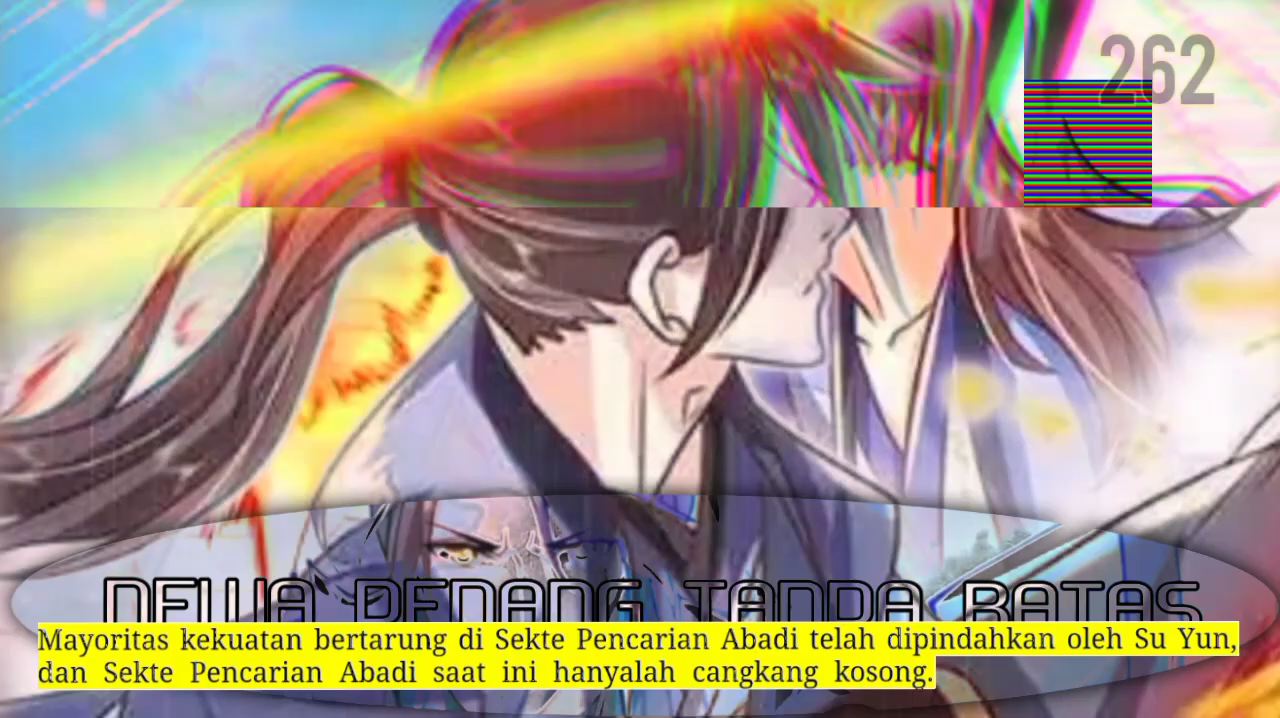 262
DEWA PEDANG TANPA BATAS
Mayoritas kekuatan bertarung di Sekte Pencarian Abadi telah dipindahkan oleh Su Yun,
dan Sekte Pencarian Abadi saat ini hanyalah cangkang kosong.